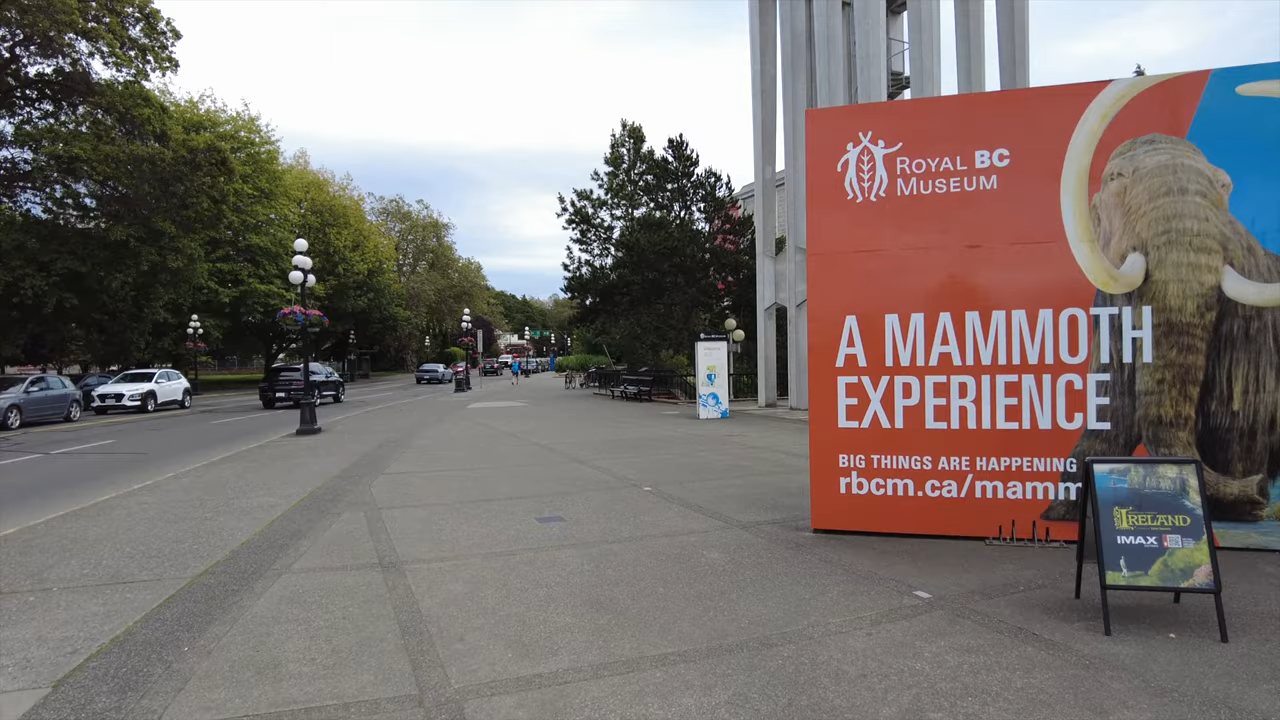 ROYAL BC
MUSEUM
A MAMMOTH
EXPERIENCE
BIG THINGS ARE HAPPENING
rbcm.ca/mamm
IRELAND
IMAX